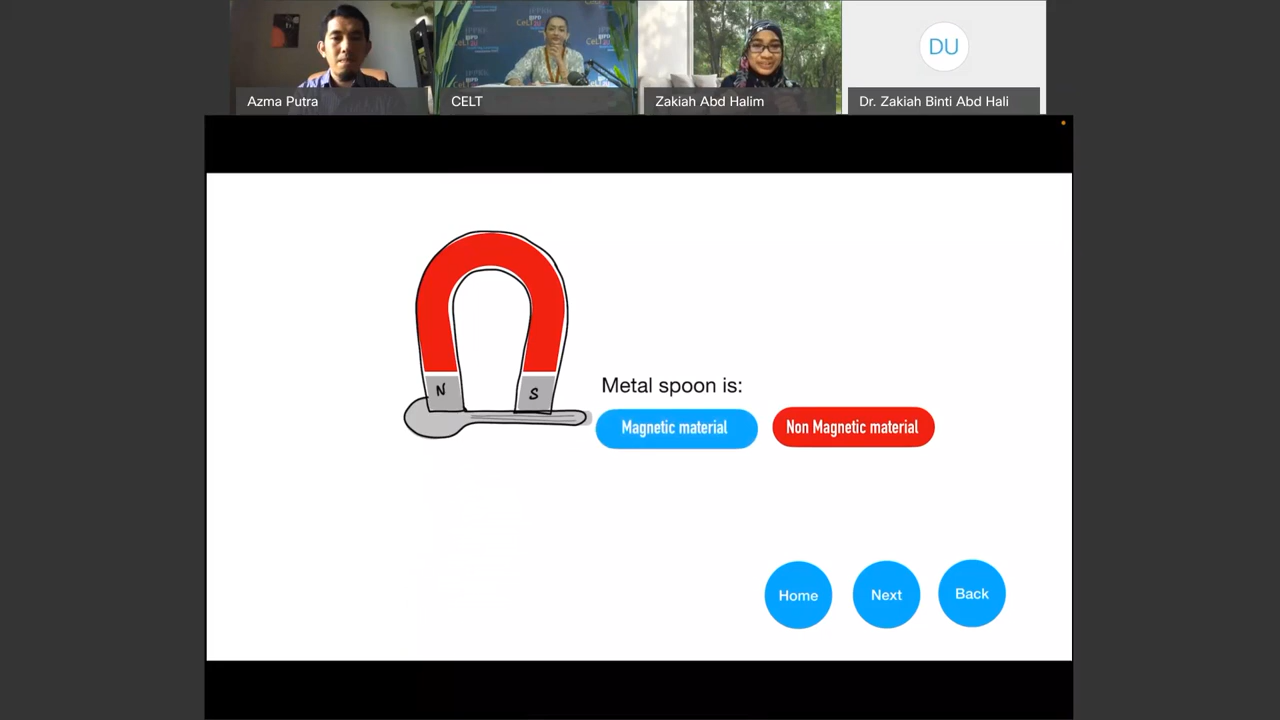 Azma Putra
CELT
Zakiah Abd Halim
DU
Dr. Zakiah Binti Abd Hali
N
S
Metal spoon is:
Magnetic material
Non Magnetic material
Home
Next
Back